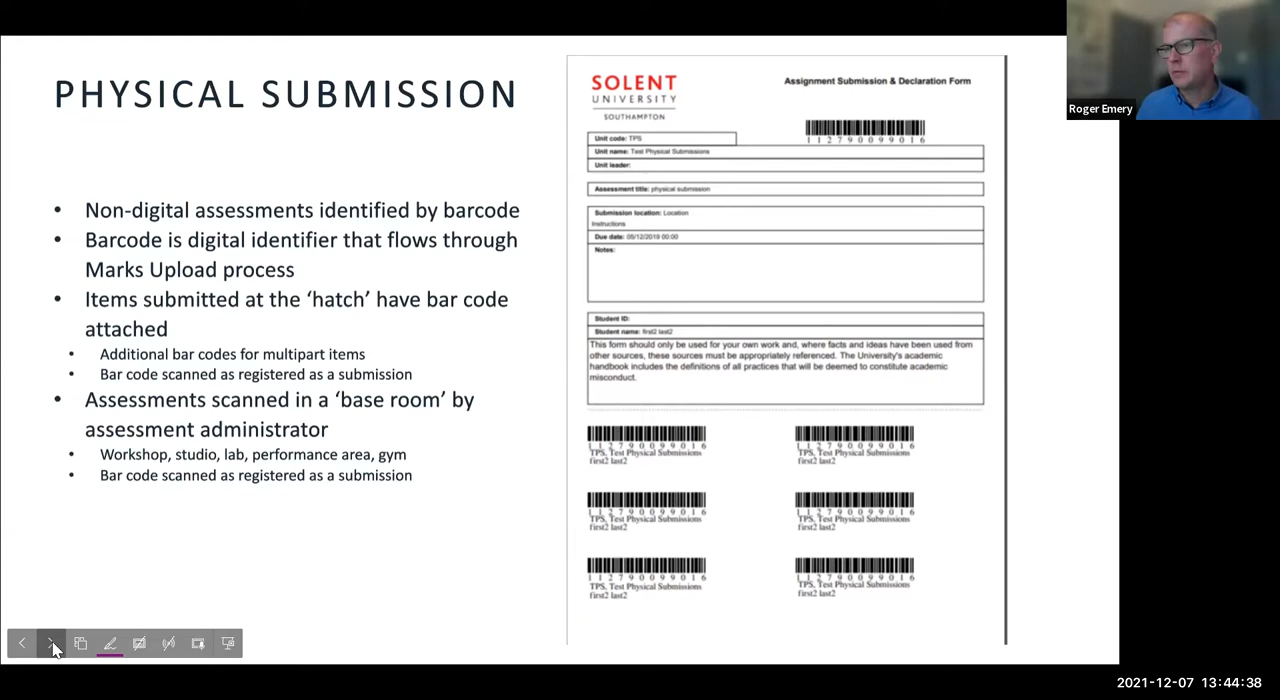 PHYSICAL SUBMISSION
• Non-digital assessments identified by barcode
• Barcode is digital identifier that flows through
Marks Upload process
• Items submitted at the ‘hatch’ have bar code
attached
• Additional bar codes for multipart items
• Bar code scanned as registered as a submission
• Assessments scanned in a ‘base room’ by
assessment administrator
• Workshop, studio, lab, performance area, gym
• Bar code scanned as registered as a submission
SOLENT
UNIVERSITY
SOUTHAMPTON
Assignment Submission & Declaration Form
112790099016
Unit code: TPS
Unit name: Test Physical Submissions
Unit leader:
Assessment title: physical submission
Submission location: Location
Instructions
Due date: 05/12/2019 00:00
Notes:
Student ID:
Student name: first2 last2
This form should only be used for your own work and, where facts and ideas have been used from
other sources, these sources must be appropriately referenced. The University's academic
handbook includes the definitions of all practices that will be deemed to constitute academic
misconduct.
112790099016
TPS, Test Physical Submissions
first2 last2
112790099016
TPS, Test Physical Submissions
first2 last2
112790099016
TPS, Test Physical Submissions
first2 last2
112790099016
TPS, Test Physical Submissions
first2 last2
112790099016
TPS, Test Physical Submissions
first2 last2
112790099016
TPS, Test Physical Submissions
first2 last2
Roger Emery
2021-12-07 13:44:38